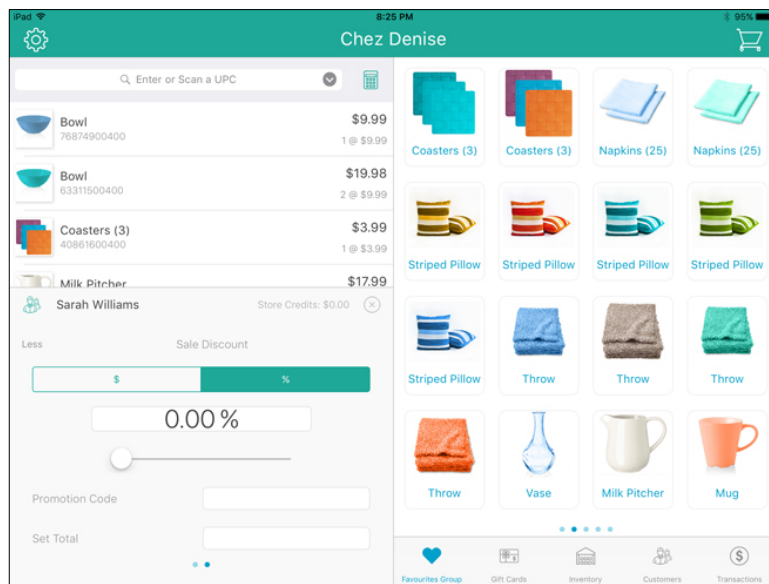 iPad 8:25 PM 95%
Chez Denise
Enter or Scan a UPC
Bowl $9.99
76874900400 1 @ $9.99
Bowl $19.98
63311500400 2 @ $9.99
Coasters (3) $3.99
40861600400 1 @ $3.99
Milk Pitcher $17.99
Sarah Williams Store Credits: $0.00
Less Sale Discount
$ %
0.00 %
Promotion Code
Set Total
Coasters (3) Coasters (3) Napkins (25) Napkins (25)
Striped Pillow Striped Pillow Striped Pillow Striped Pillow
Striped Pillow Throw Throw Throw
Throw Vase Milk Pitcher Mug
Favourites Group Gift Cards Inventory Customers Transactions